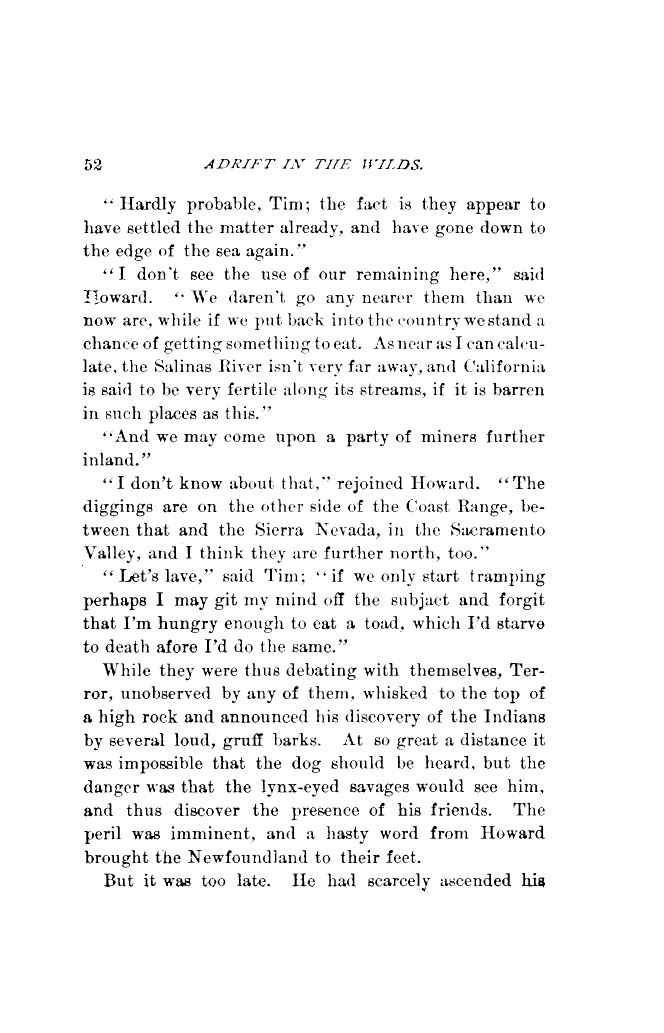 52 ADRIFT IN THE WILDS.
“ Hardly probable, Tim; the fact is they appear to
have settled the matter already, and have gone down to
the edge of the sea again.”
“I don't see the use of our remaining here,” said
Howard. “ We daren't go any nearer them than we
now are, while if we put back into the country we stand a
chance of getting something to eat. As near as I can calcu-
late, the Salinas River isn't very far away, and California
is said to be very fertile along its streams, if it is barren
in such places as this.”
“And we may come upon a party of miners further
inland.”
“I don't know about that,” rejoined Howard. “The
diggings are on the other side of the Coast Range, be-
tween that and the Sierra Nevada, in the Sacramento
Valley, and I think they are further north, too.”
“ Let's lave,” said Tim; “if we only start tramping
perhaps I may git my mind off the subjact and forgit
that I'm hungry enough to eat a toad, which I'd starve
to death afore I'd do the same.”
While they were thus debating with themselves, Ter-
ror, unobserved by any of them, whisked to the top of
a high rock and announced his discovery of the Indians
by several loud, gruff barks. At so great a distance it
was impossible that the dog should be heard, but the
danger was that the lynx-eyed savages would see him,
and thus discover the presence of his friends. The
peril was imminent, and a hasty word from Howard
brought the Newfoundland to their feet.
But it was too late. He had scarcely ascended his